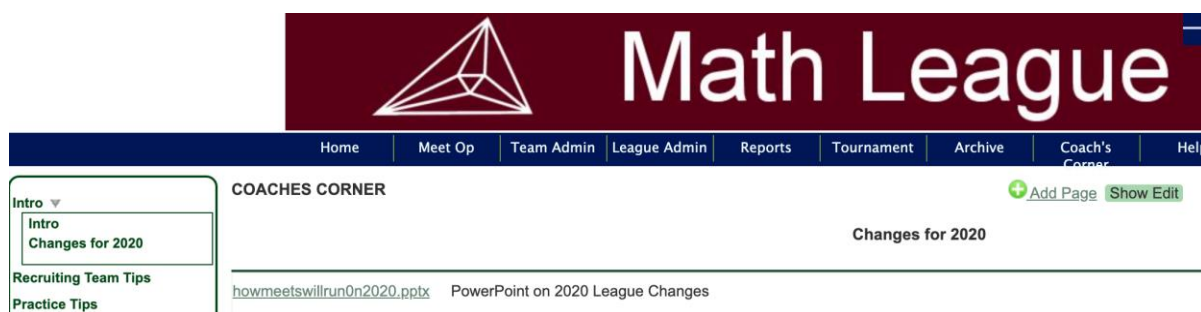 Math League
Home Meet Op Team Admin League Admin Reports Tournament Archive Coach's Corner Help
COACHES CORNER
Add Page Show Edit
Intro
Intro
Changes for 2020
Changes for 2020
Recruiting Team Tips
howmeetswillrun0n2020.pptx PowerPoint on 2020 League Changes
Practice Tips